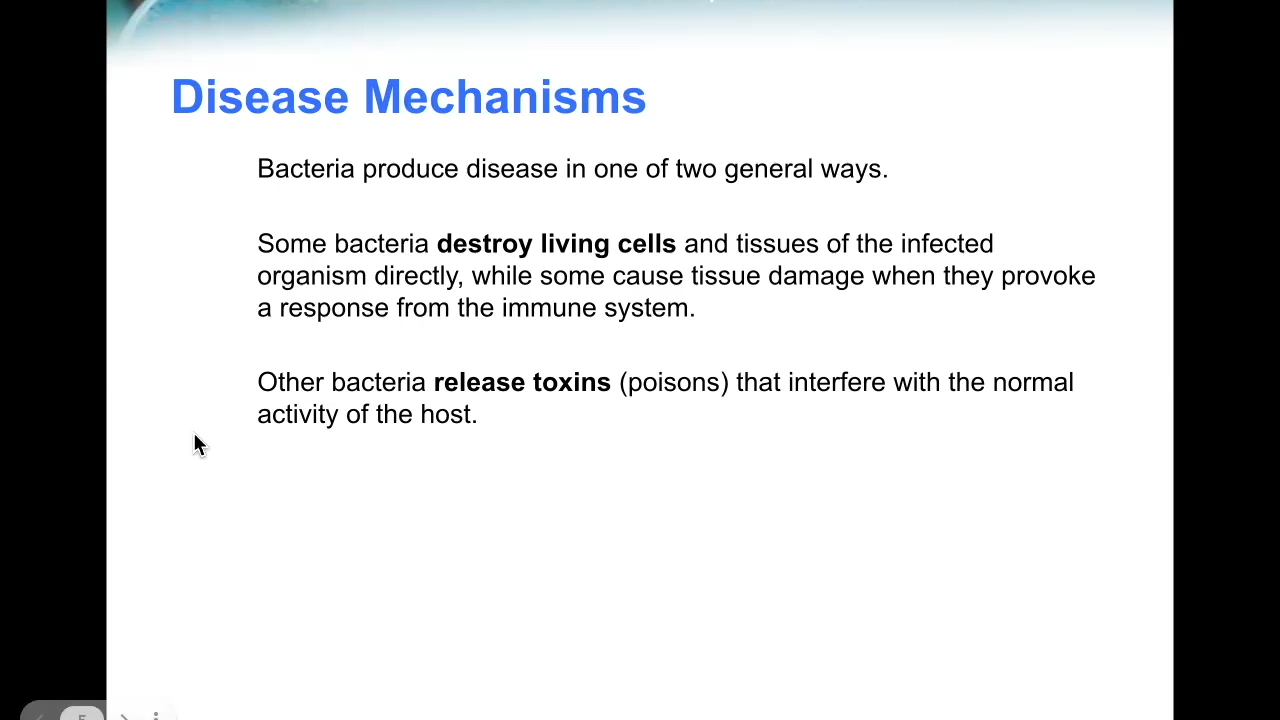 Disease Mechanisms
Bacteria produce disease in one of two general ways.
Some bacteria destroy living cells and tissues of the infected
organism directly, while some cause tissue damage when they provoke
a response from the immune system.
Other bacteria release toxins (poisons) that interfere with the normal
activity of the host.